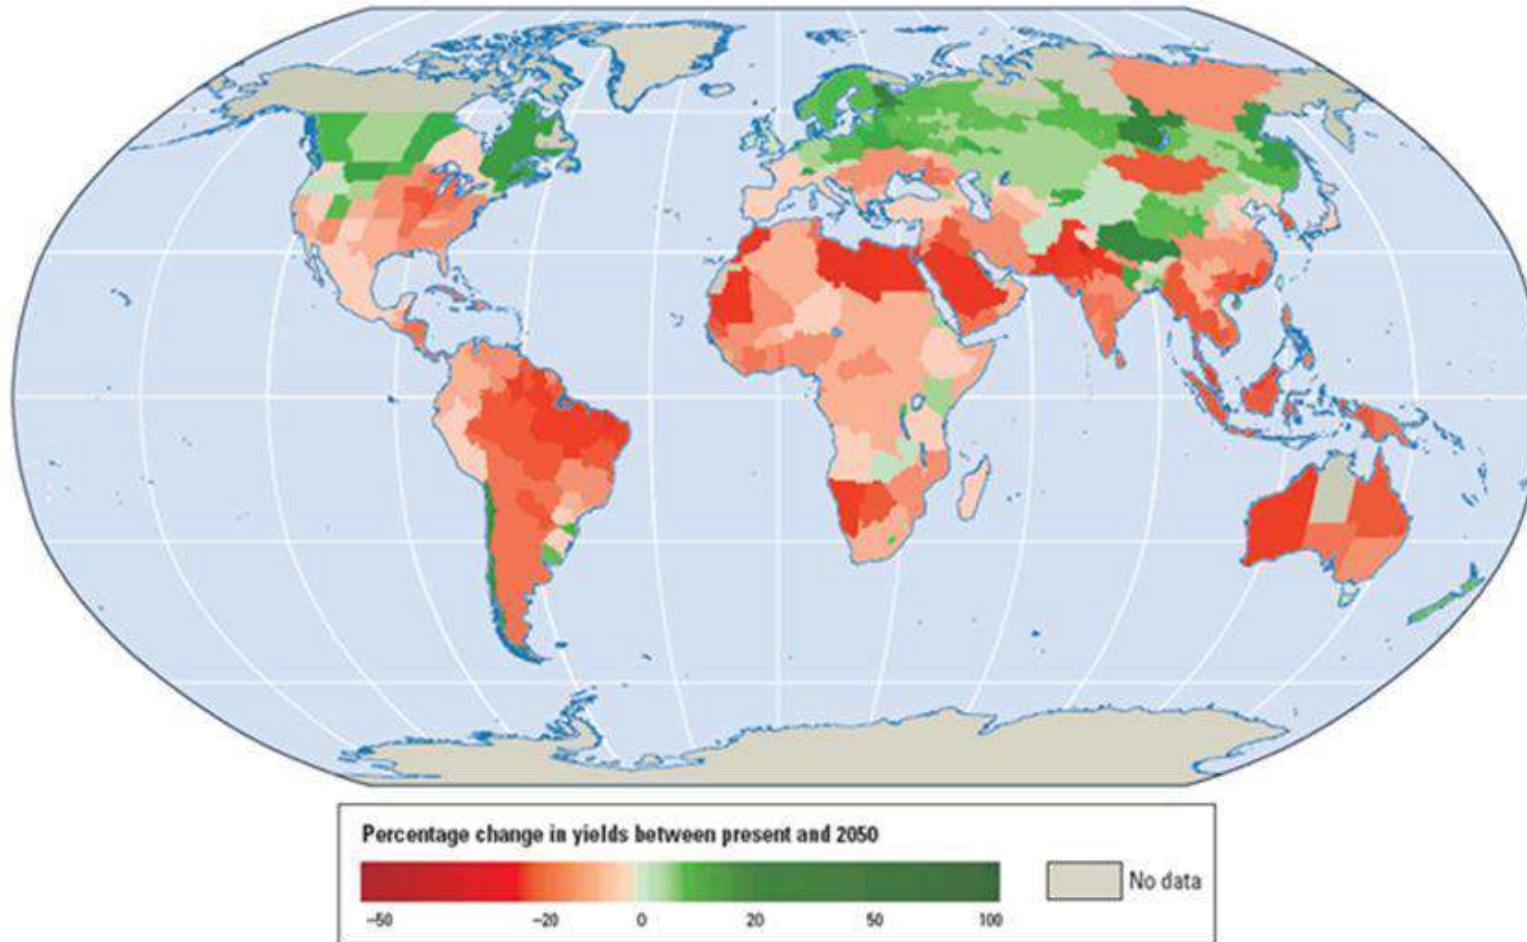 Percentage change in yields between present and 2050
No data
−50 −20 0 20 50 100